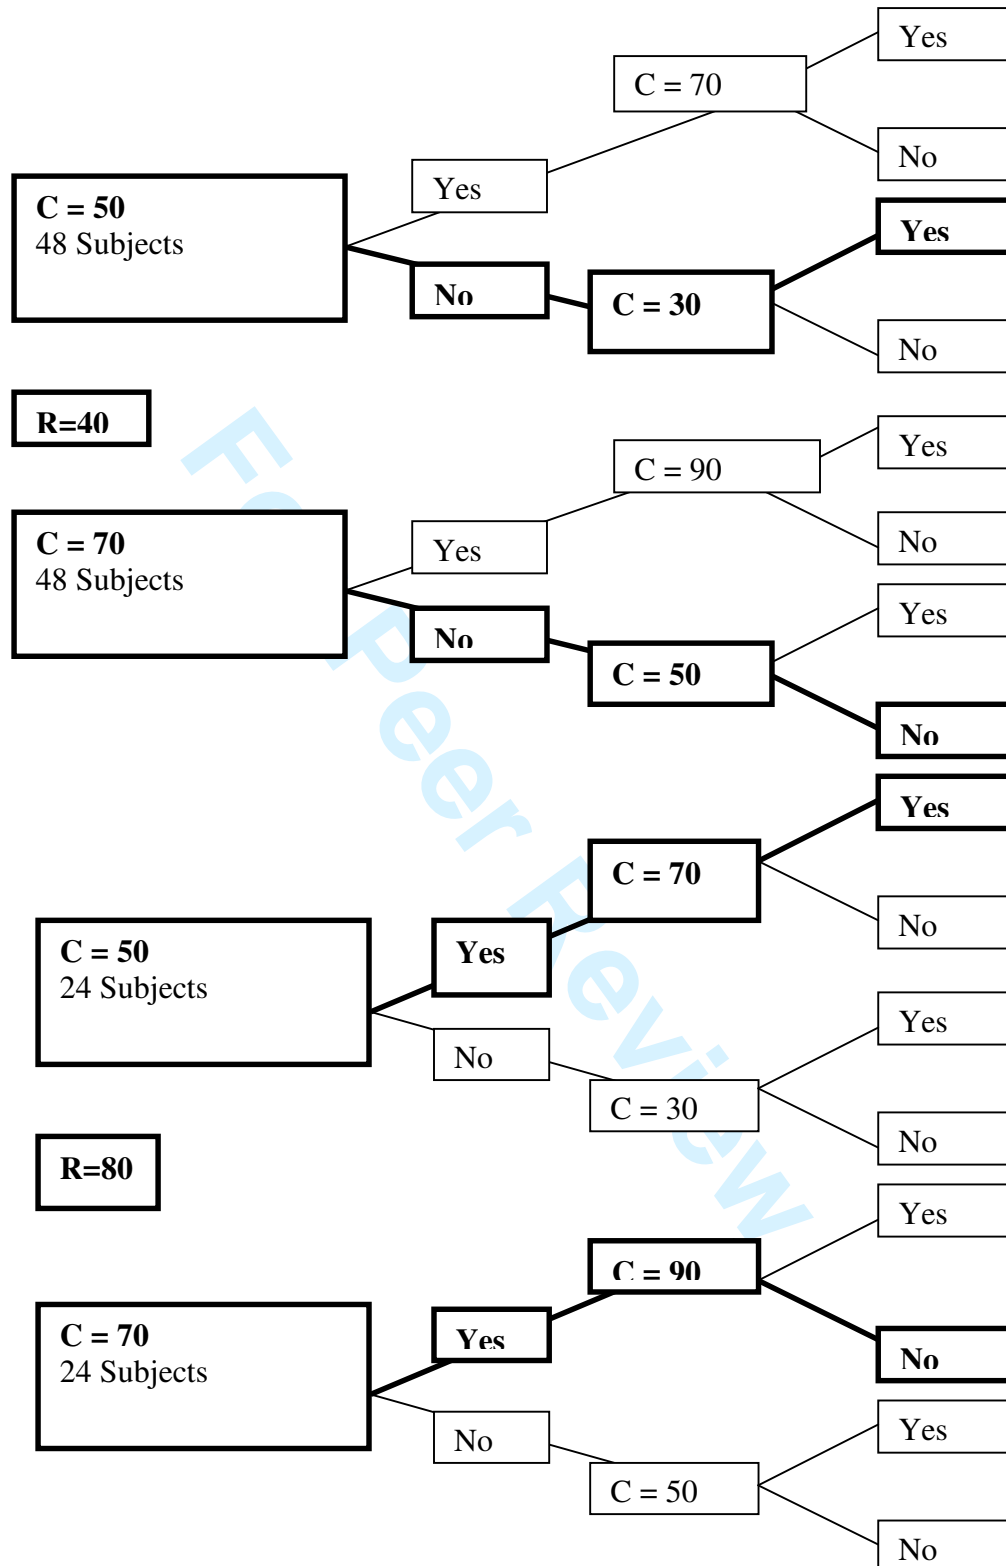 Yes
C = 70
No
Yes
C = 50
48 Subjects
Yes
No
C = 30
No
R=40
Yes
C = 90
No
Yes
C = 70
48 Subjects
Yes
No
C = 50
No
Yes
C = 70
No
Yes
C = 50
24 Subjects
Yes
No
C = 30
No
R=80
Yes
C = 90
No
Yes
C = 70
24 Subjects
Yes
No
C = 50
No
For Peer Review